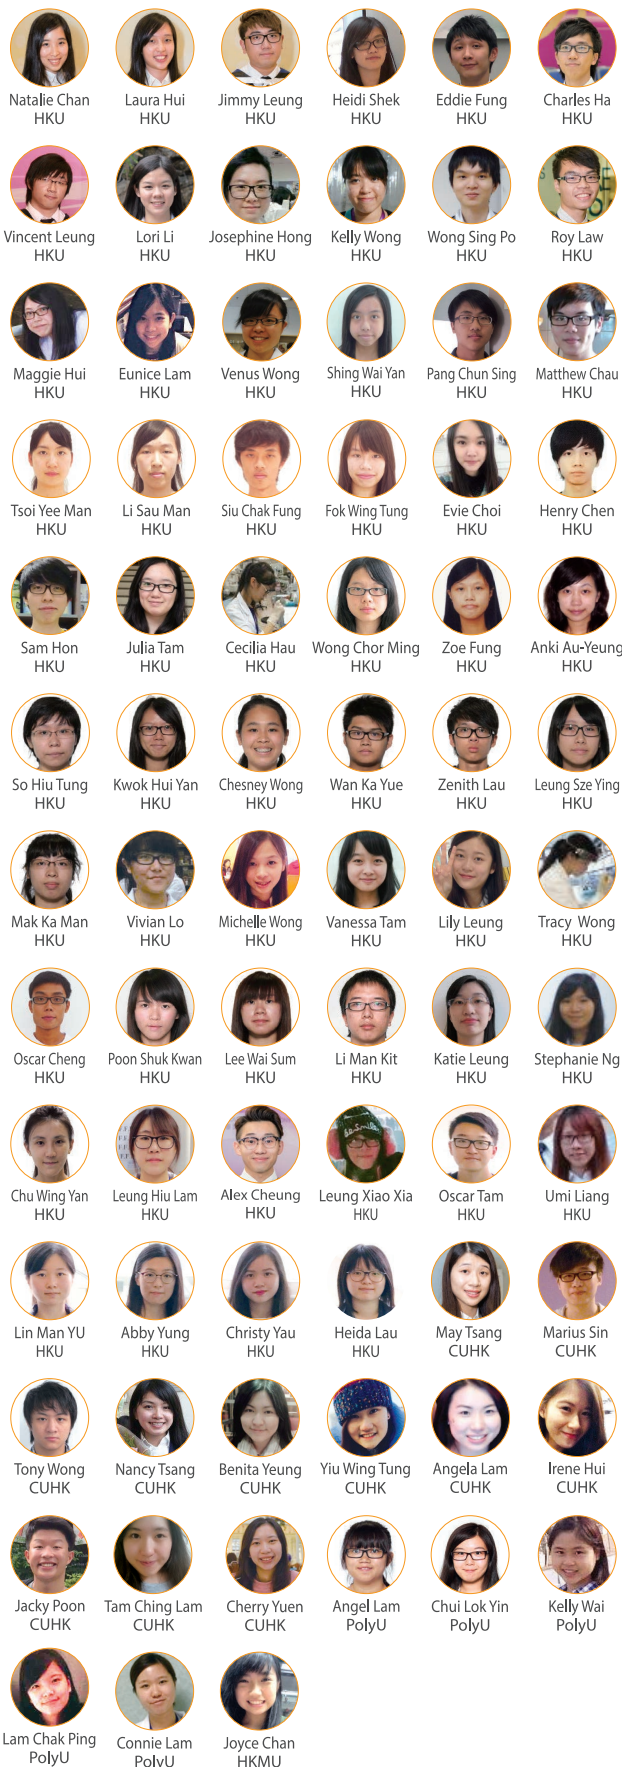 Natalie Chan
HKU
Laura Hui
HKU
Jimmy Leung
HKU
Heidi Shek
HKU
Eddie Fung
HKU
Charles Ha
HKU
Vincent Leung
HKU
Lori Li
HKU
Josephine Hong
HKU
Kelly Wong
HKU
Wong Sing Po
HKU
Roy Law
HKU
Maggie Hui
HKU
Eunice Lam
HKU
Venus Wong
HKU
Shing Wai Yan
HKU
Pang Chun Sing
HKU
Matthew Chau
HKU
Tsoi Yee Man
HKU
Li Sau Man
HKU
Siu Chak Fung
HKU
Fok Wing Tung
HKU
Evie Choi
HKU
Henry Chen
HKU
Sam Hon
HKU
Julia Tam
HKU
Cecilia Hau
HKU
Wong Chor Ming
HKU
Zoe Fung
HKU
Anki Au-Yeung
HKU
So Hiu Tung
HKU
Kwok Hui Yan
HKU
Chesney Wong
HKU
Wan Ka Yue
HKU
Zenith Lau
HKU
Leung Sze Ying
HKU
Mak Ka Man
HKU
Vivian Lo
HKU
Michelle Wong
HKU
Vanessa Tam
HKU
Lily Leung
HKU
Tracy Wong
HKU
Oscar Cheng
HKU
Poon Shuk Kwan
HKU
Lee Wai Sum
HKU
Li Man Kit
HKU
Katie Leung
HKU
Stephanie Ng
HKU
Chu Wing Yan
HKU
Leung Hiu Lam
HKU
Alex Cheung
HKU
Leung Xiao Xia
HKU
Oscar Tam
HKU
Umi Liang
HKU
Lin Man YU
HKU
Abby Yung
HKU
Christy Yau
HKU
Heida Lau
HKU
May Tsang
CUHK
Marius Sin
CUHK
Tony Wong
CUHK
Nancy Tsang
CUHK
Benita Yeung
CUHK
Yiu Wing Tung
CUHK
Angela Lam
CUHK
Irene Hui
CUHK
Jacky Poon
CUHK
Tam Ching Lam
CUHK
Cherry Yuen
CUHK
Angel Lam
PolyU
Chui Lok Yin
PolyU
Kelly Wai
PolyU
Lam Chak Ping
PolyU
Connie Lam
PolyU
Joyce Chan
HKMU